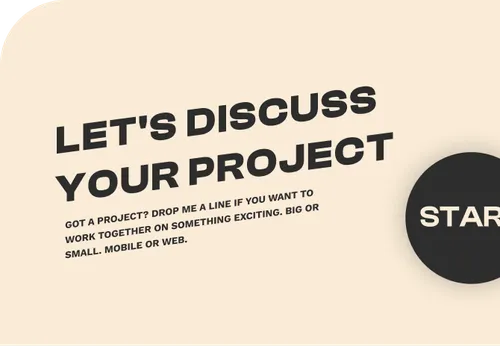 LET'S DISCUSS
YOUR PROJECT
GOT A PROJECT? DROP ME A LINE IF YOU WANT TO
WORK TOGETHER ON SOMETHING EXCITING. BIG OR
SMALL. MOBILE OR WEB.
STAR